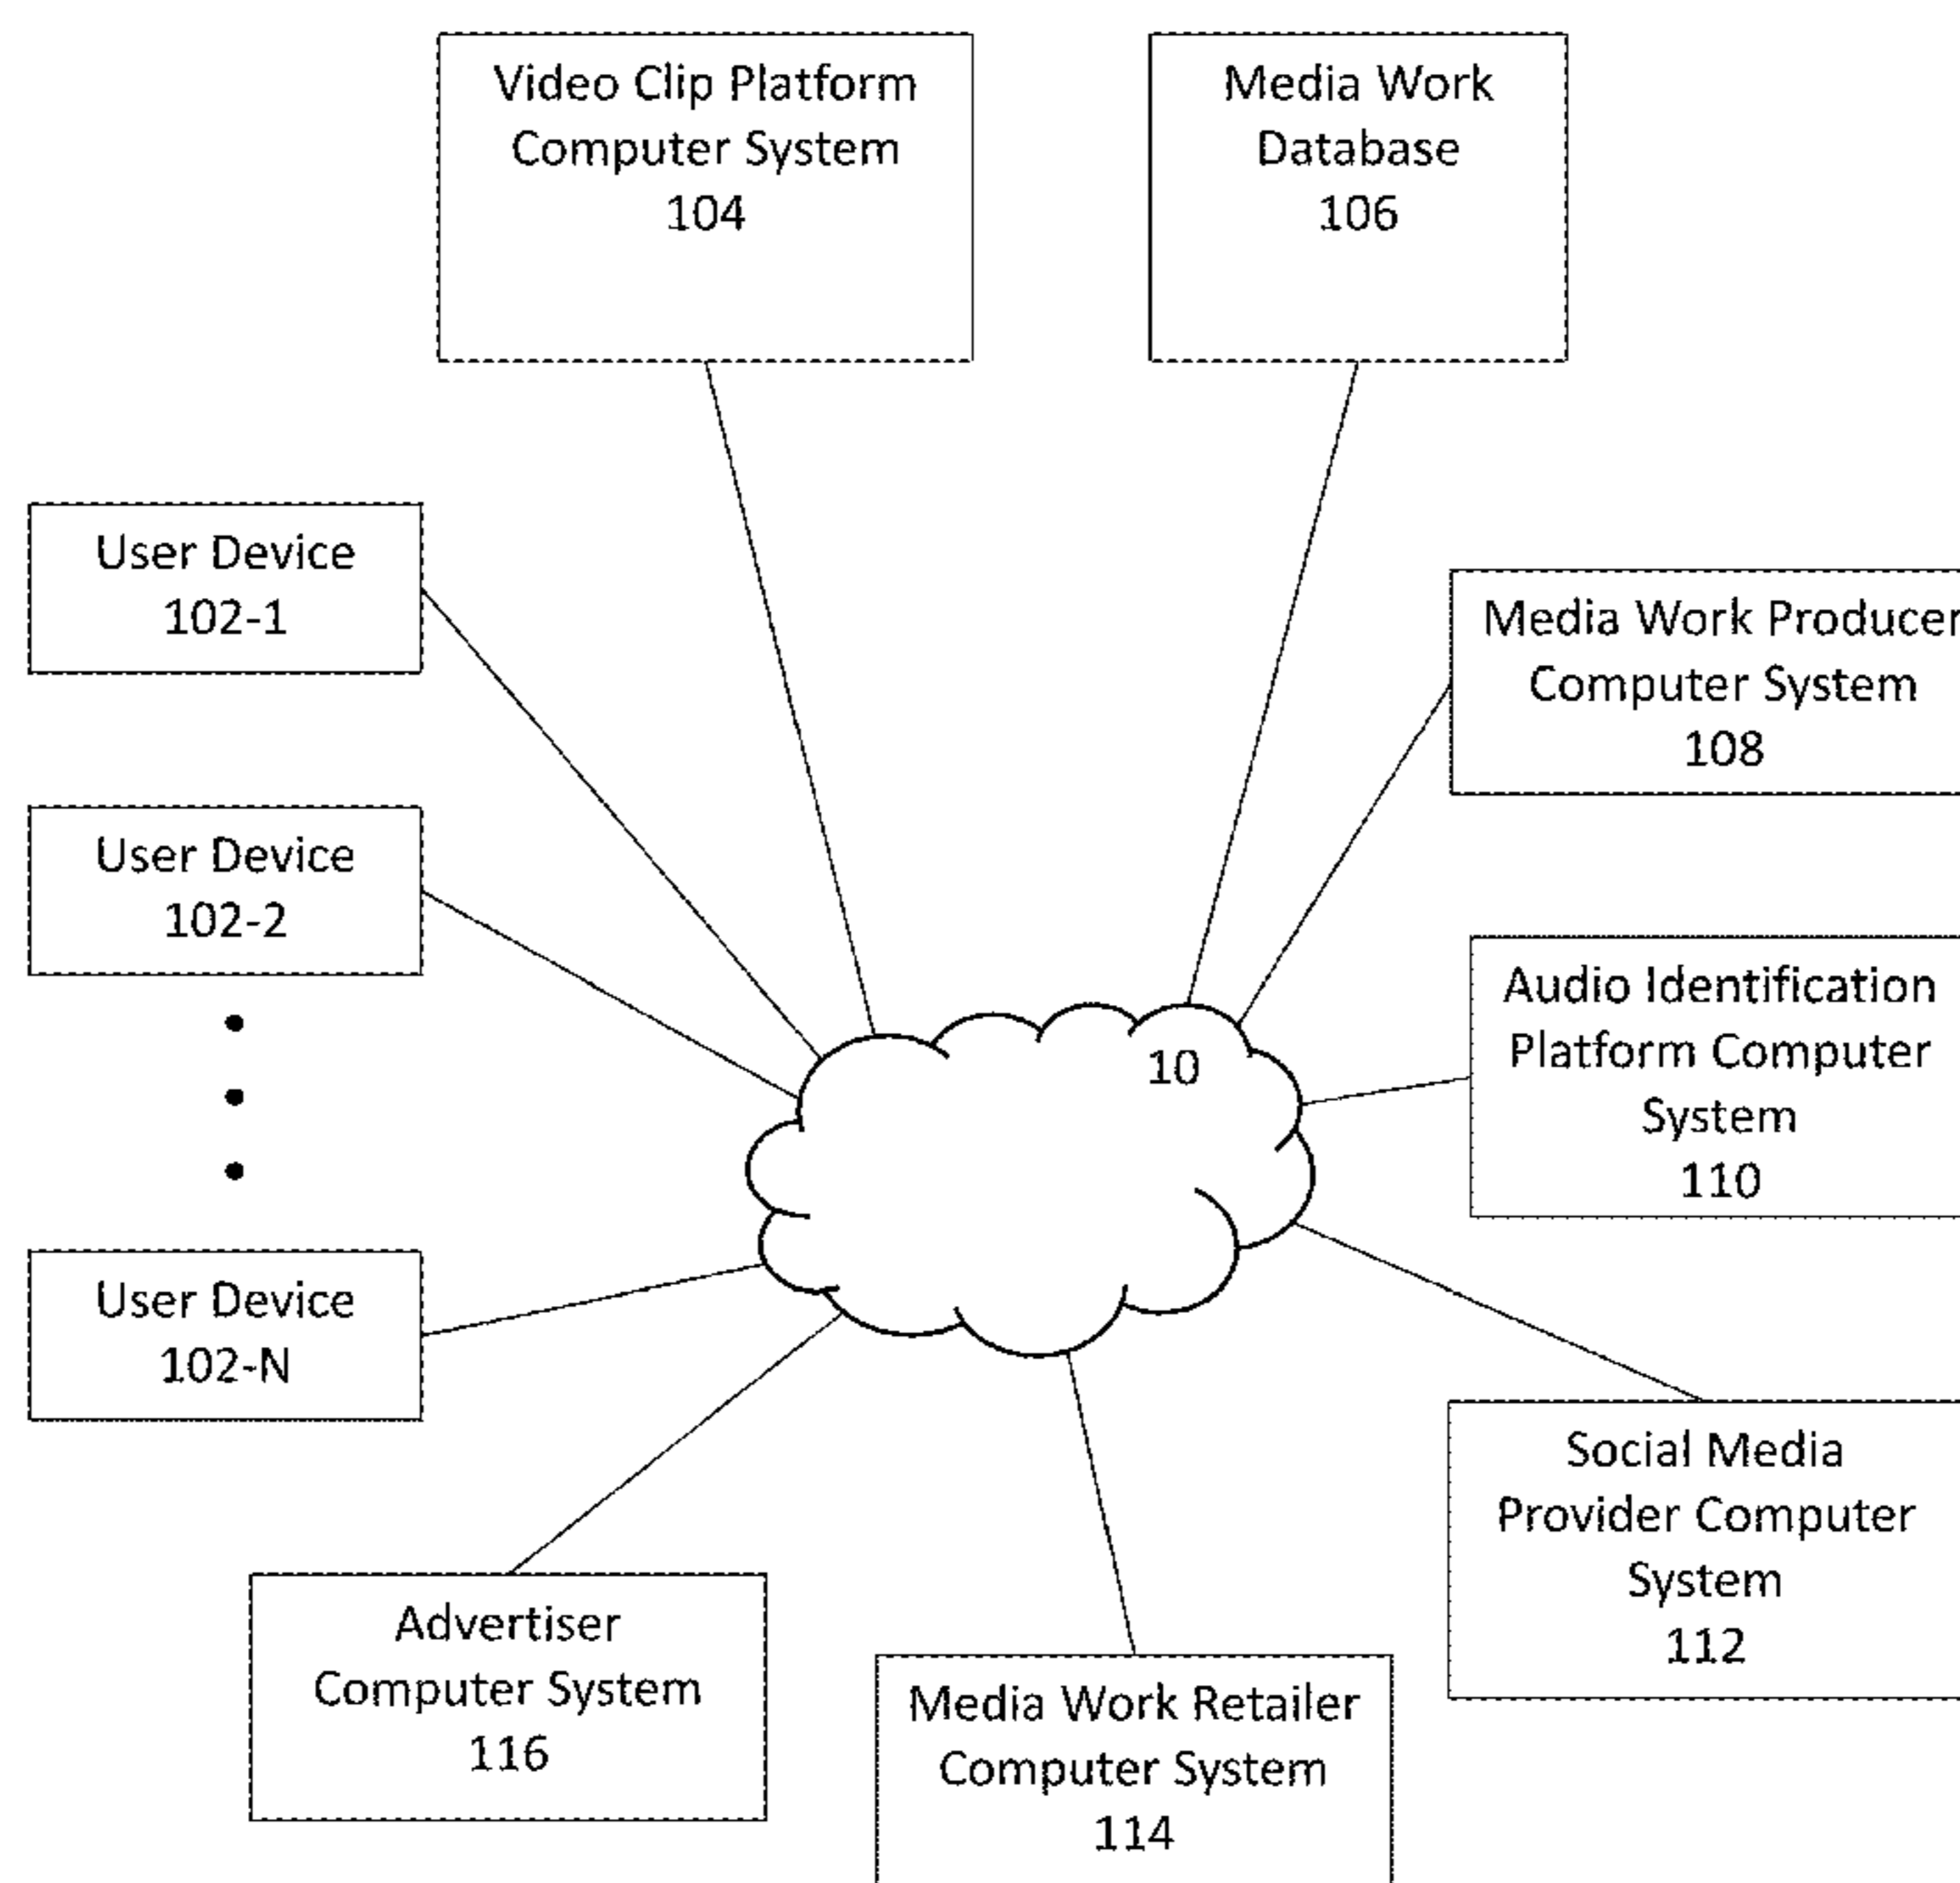 Video Clip Platform
Computer System
104
Media Work
Database
106
User Device
102-1
Media Work Producer
Computer System
108
User Device
102-2
Audio Identification
Platform Computer
System
110
10
User Device
102-N
Social Media
Provider Computer
System
112
Advertiser
Computer System
116
Media Work Retailer
Computer System
114